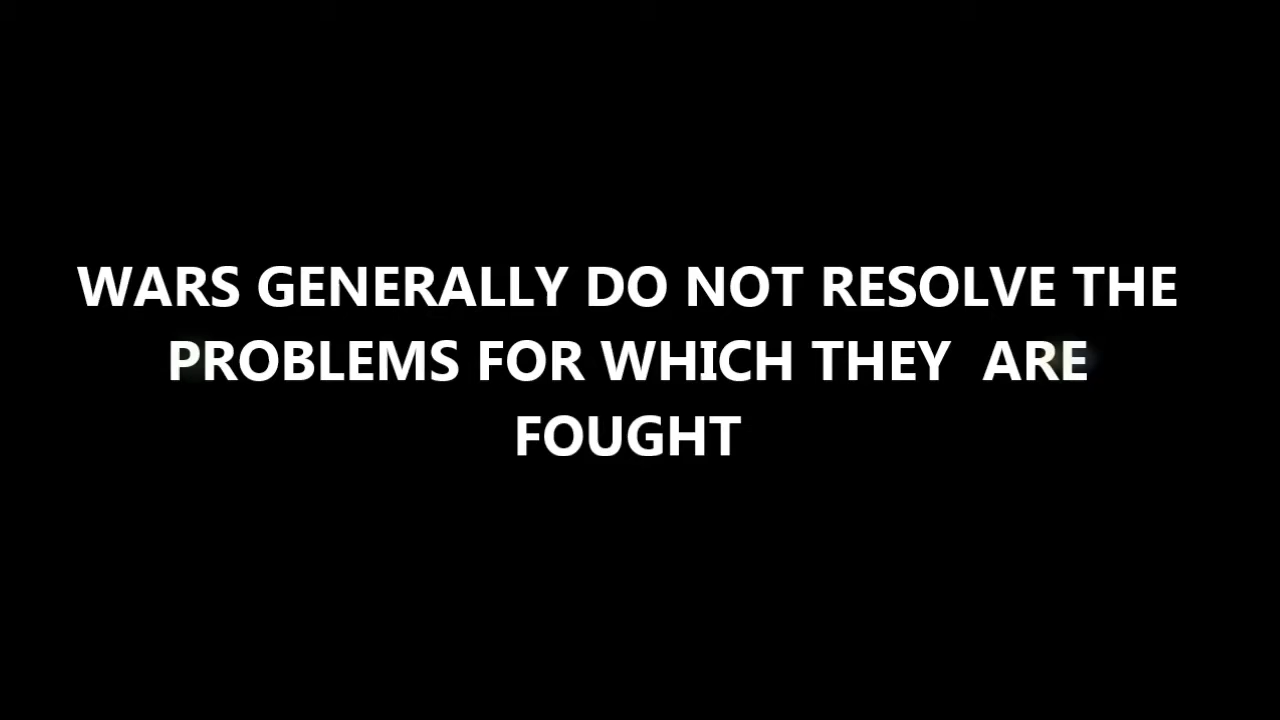 WARS GENERALLY DO NOT RESOLVE THE
PROBLEMS FOR WHICH THEY  ARE
FOUGHT